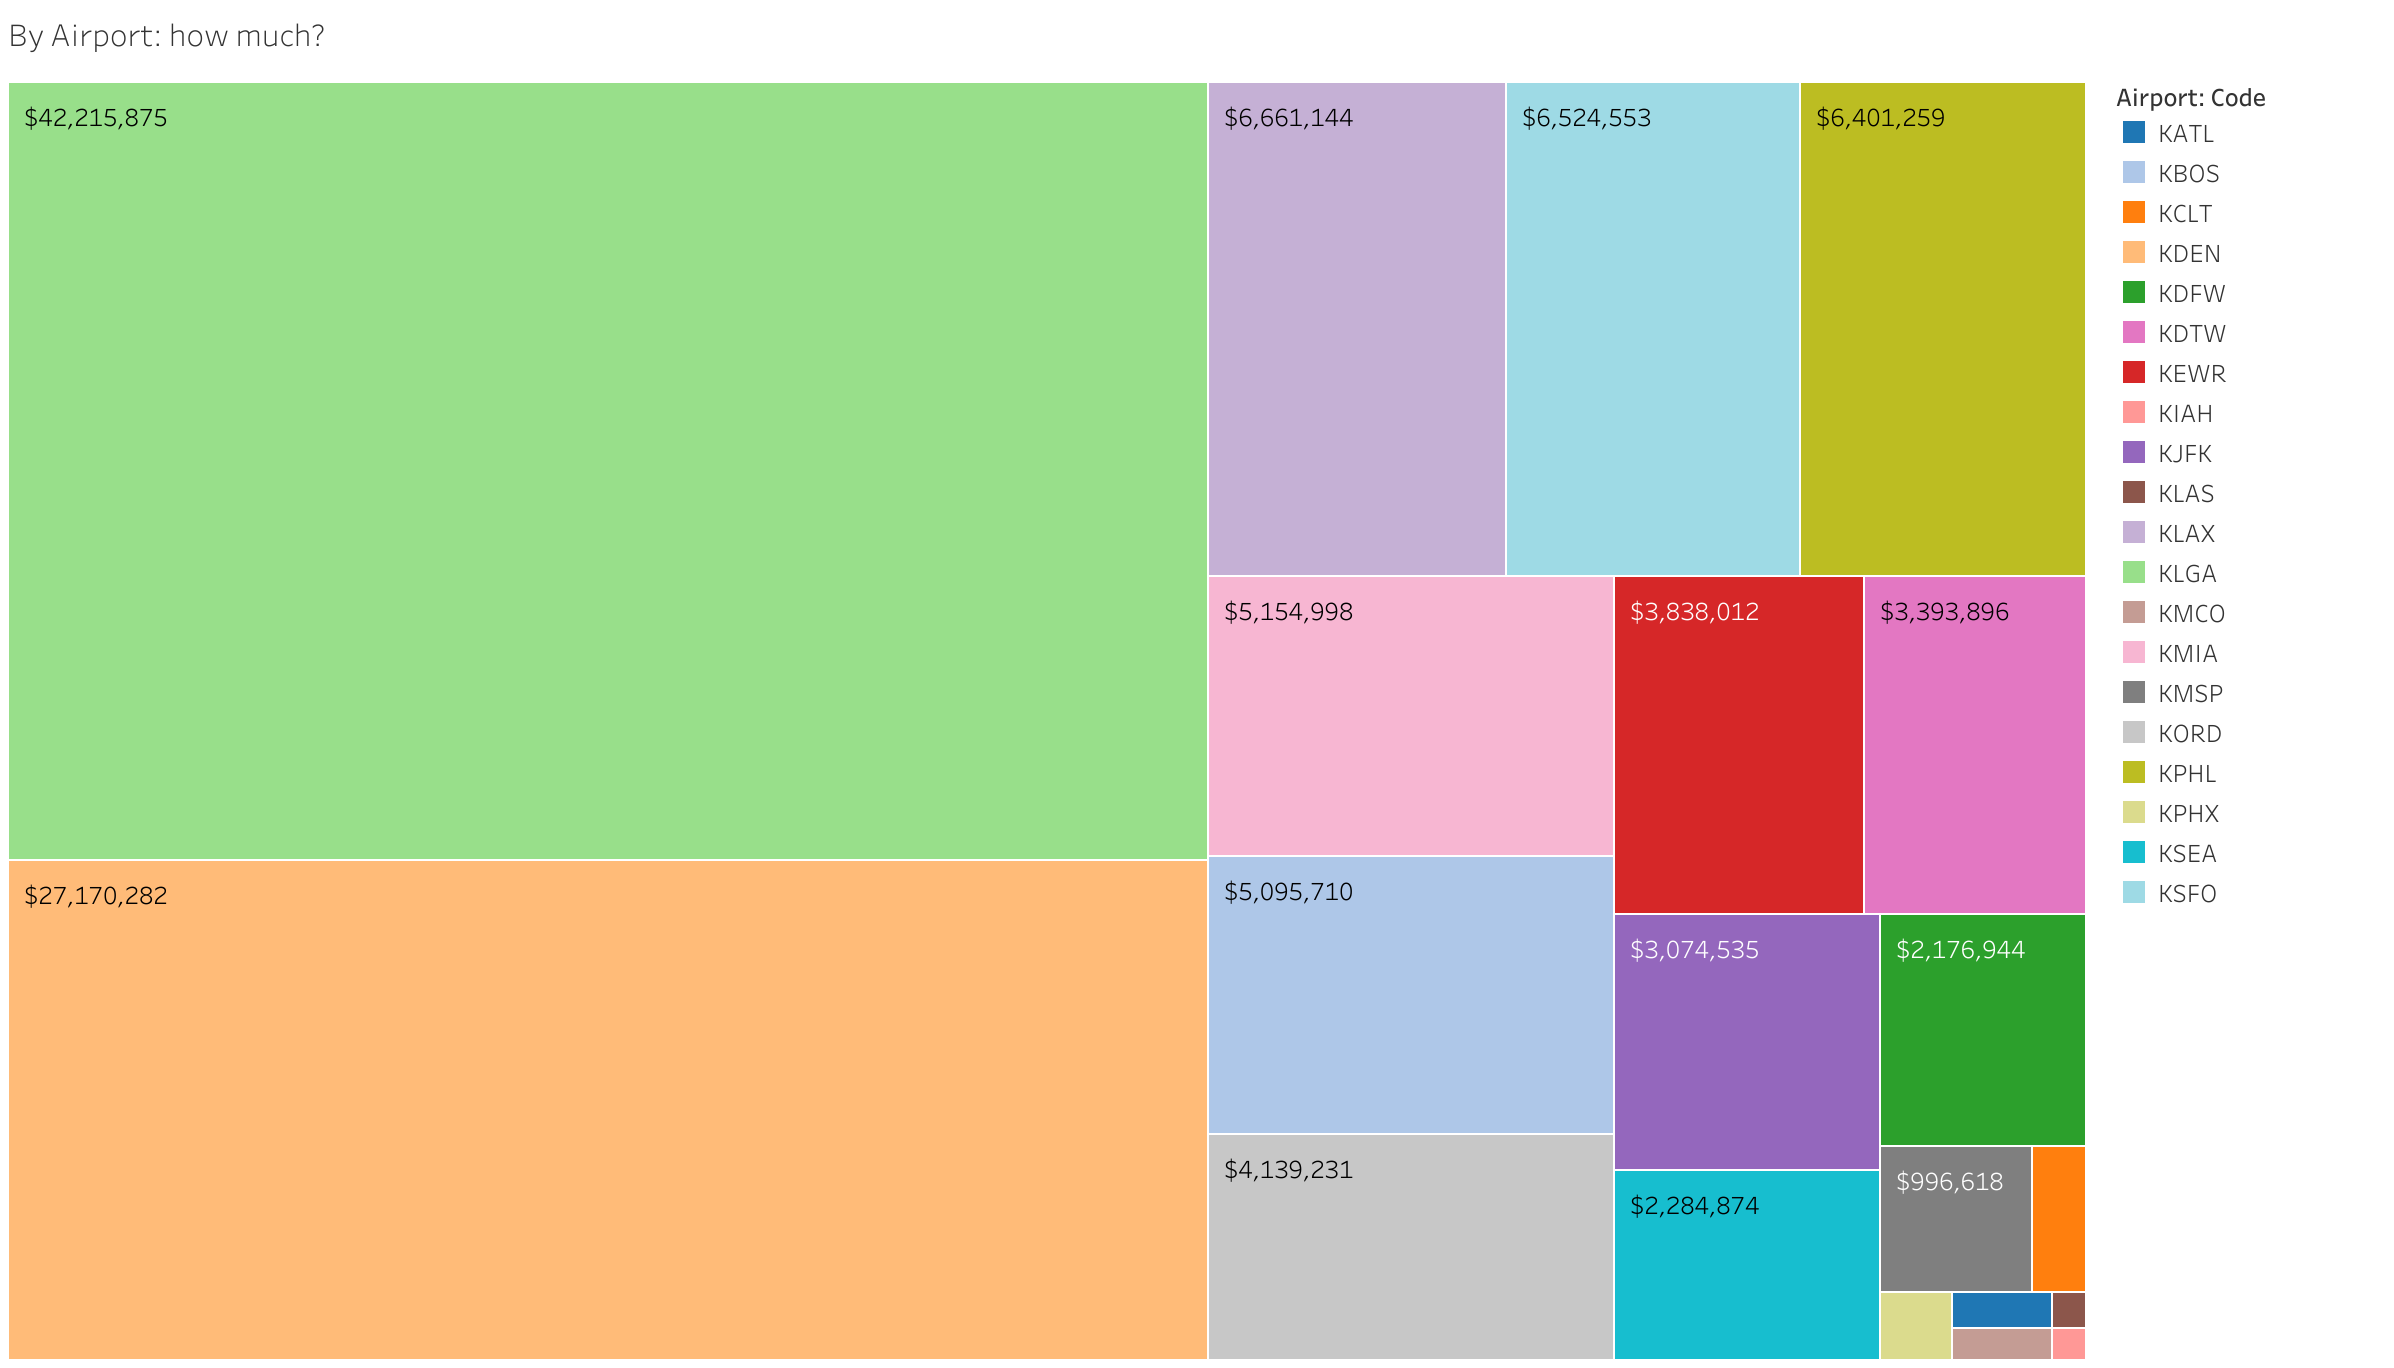 By Airport: how much?
$42,215,875
$27,170,282
$6,661,144
$6,524,553
$6,401,259
$5,154,998
$5,095,710
$4,139,231
$3,838,012
$3,393,896
$3,074,535
$2,176,944
$2,284,874
$996,618
Airport: Code
KATL
KBOS
KCLT
KDEN
KDFW
KDTW
KEWR
KIAH
KJFK
KLAS
KLAX
KLGA
KMCO
KMIA
KMSP
KORD
KPHL
KPHX
KSEA
KSFO